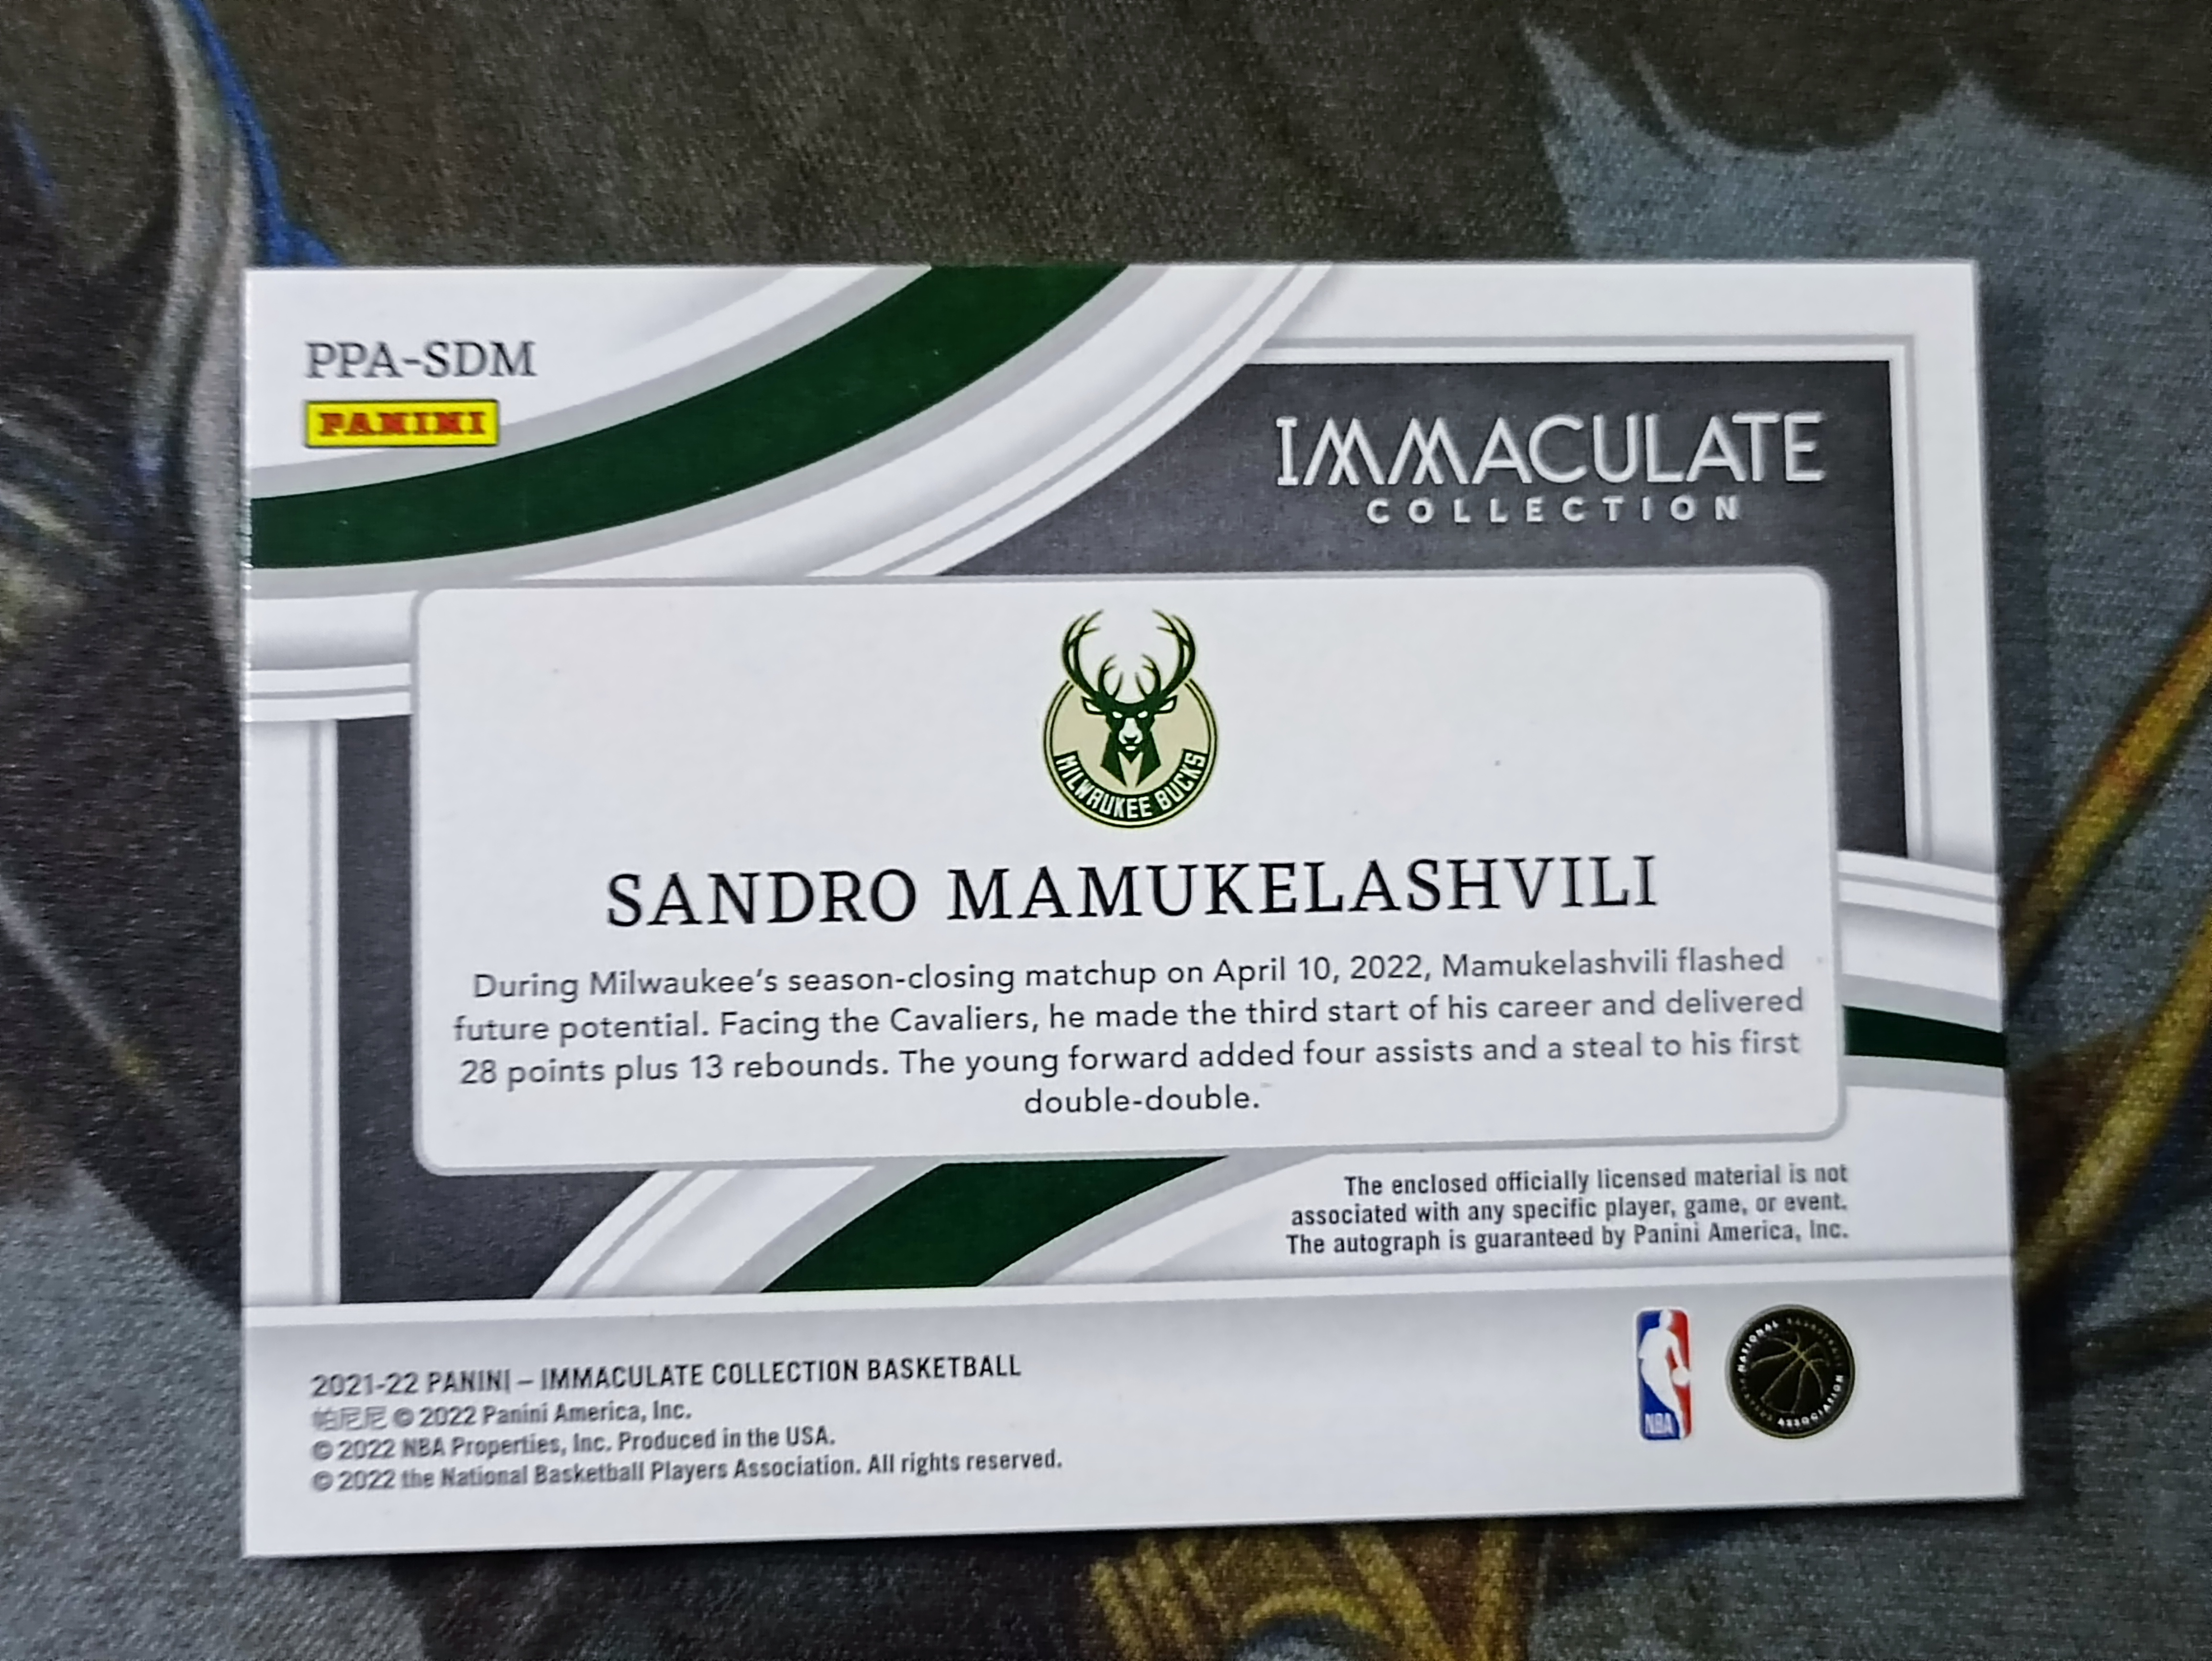 PPA-SDM
PANINI
IMMACULATE
COLLECTION
MILWAUKEE BUCKS
SANDRO MAMUKELASHVILI
During Milwaukee's season-closing matchup on April 10, 2022, Mamukelashvili flashed
future potential. Facing the Cavaliers, he made the third start of his career and delivered
28 points plus 13 rebounds. The young forward added four assists and a steal to his first
double-double.
The enclosed officially licensed material is not
associated with any specific player, game, or event.
The autograph is guaranteed by Panini America, Inc.
2021-22 PANINI – IMMACULATE COLLECTION BASKETBALL
帕尼尼 © 2022 Panini America, Inc.
© 2022 NBA Properties, Inc. Produced in the USA.
© 2022 the National Basketball Players Association. All rights reserved.
NBA
NATIONAL BASKETBALL PLAYERS ASSOCIATION